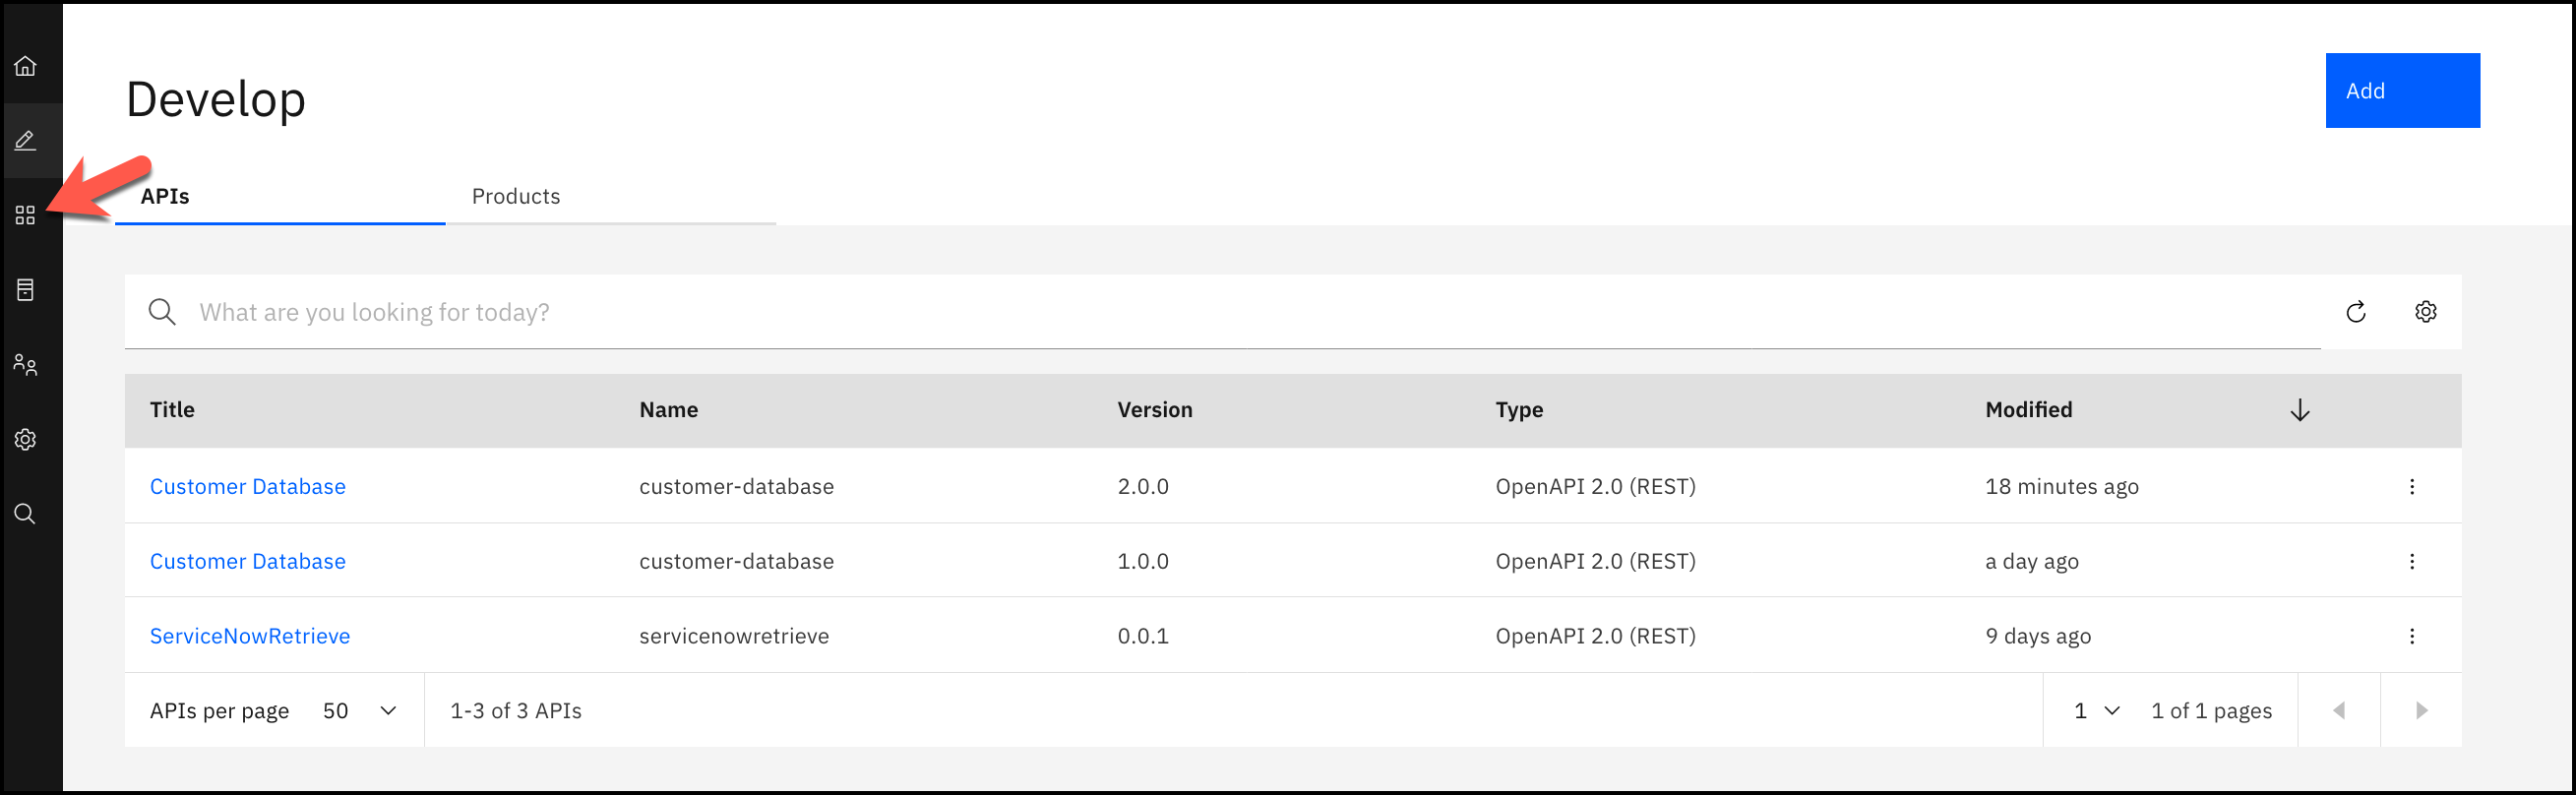 Develop
Add
APIs Products
What are you looking for today?
Title Name Version Type Modified
Customer Database customer-database 2.0.0 OpenAPI 2.0 (REST) 18 minutes ago
Customer Database customer-database 1.0.0 OpenAPI 2.0 (REST) a day ago
ServiceNowRetrieve servicenowretrieve 0.0.1 OpenAPI 2.0 (REST) 9 days ago
APIs per page 50 1-3 of 3 APIs 1 1 of 1 pages